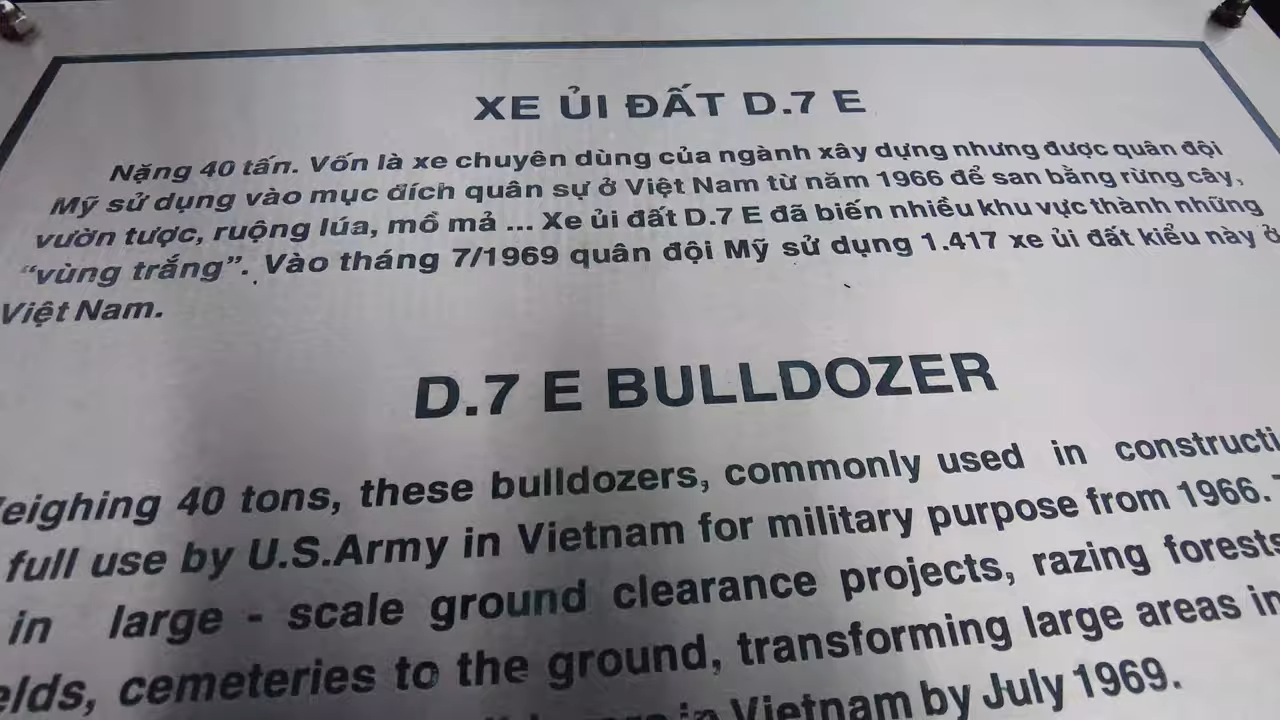 XE ỦI ĐẤT D.7 E
Nặng 40 tấn. Vốn là xe chuyên dùng của ngành xây dựng nhưng được quân đội
Mỹ sử dụng vào mục đích quân sự ở Việt Nam từ năm 1966 để san bằng rừng cây,
vườn tược, ruộng lúa, mồ mả ... Xe ủi đất D.7 E đã biến nhiều khu vực thành những
“vùng trắng”. Vào tháng 7/1969 quân đội Mỹ sử dụng 1.417 xe ủi đất kiểu này ở
Việt Nam.
D.7 E BULLDOZER
eighing 40 tons, these bulldozers, commonly used in constructi
full use by U.S.Army in Vietnam for military purpose from 1966.
in large - scale ground clearance projects, razing forests
elds, cemeteries to the ground, transforming large areas in
in Vietnam by July 1969.